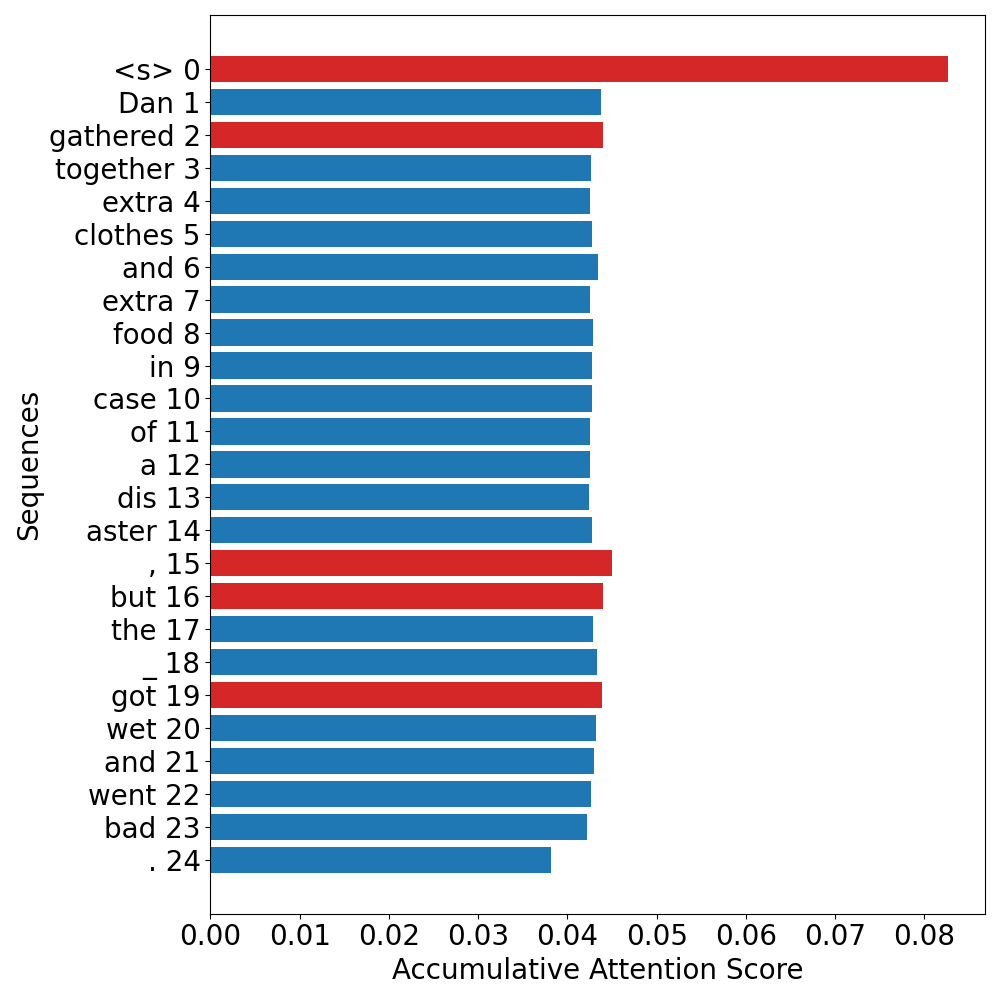 <s> 0
Dan 1
gathered 2
together 3
extra 4
clothes 5
and 6
extra 7
food 8
in 9
case 10
of 11
a 12
dis 13
aster 14
, 15
but 16
the 17
_ 18
got 19
wet 20
and 21
went 22
bad 23
. 24
Sequences
0.00 0.01 0.02 0.03 0.04 0.05 0.06 0.07 0.08
Accumulative Attention Score